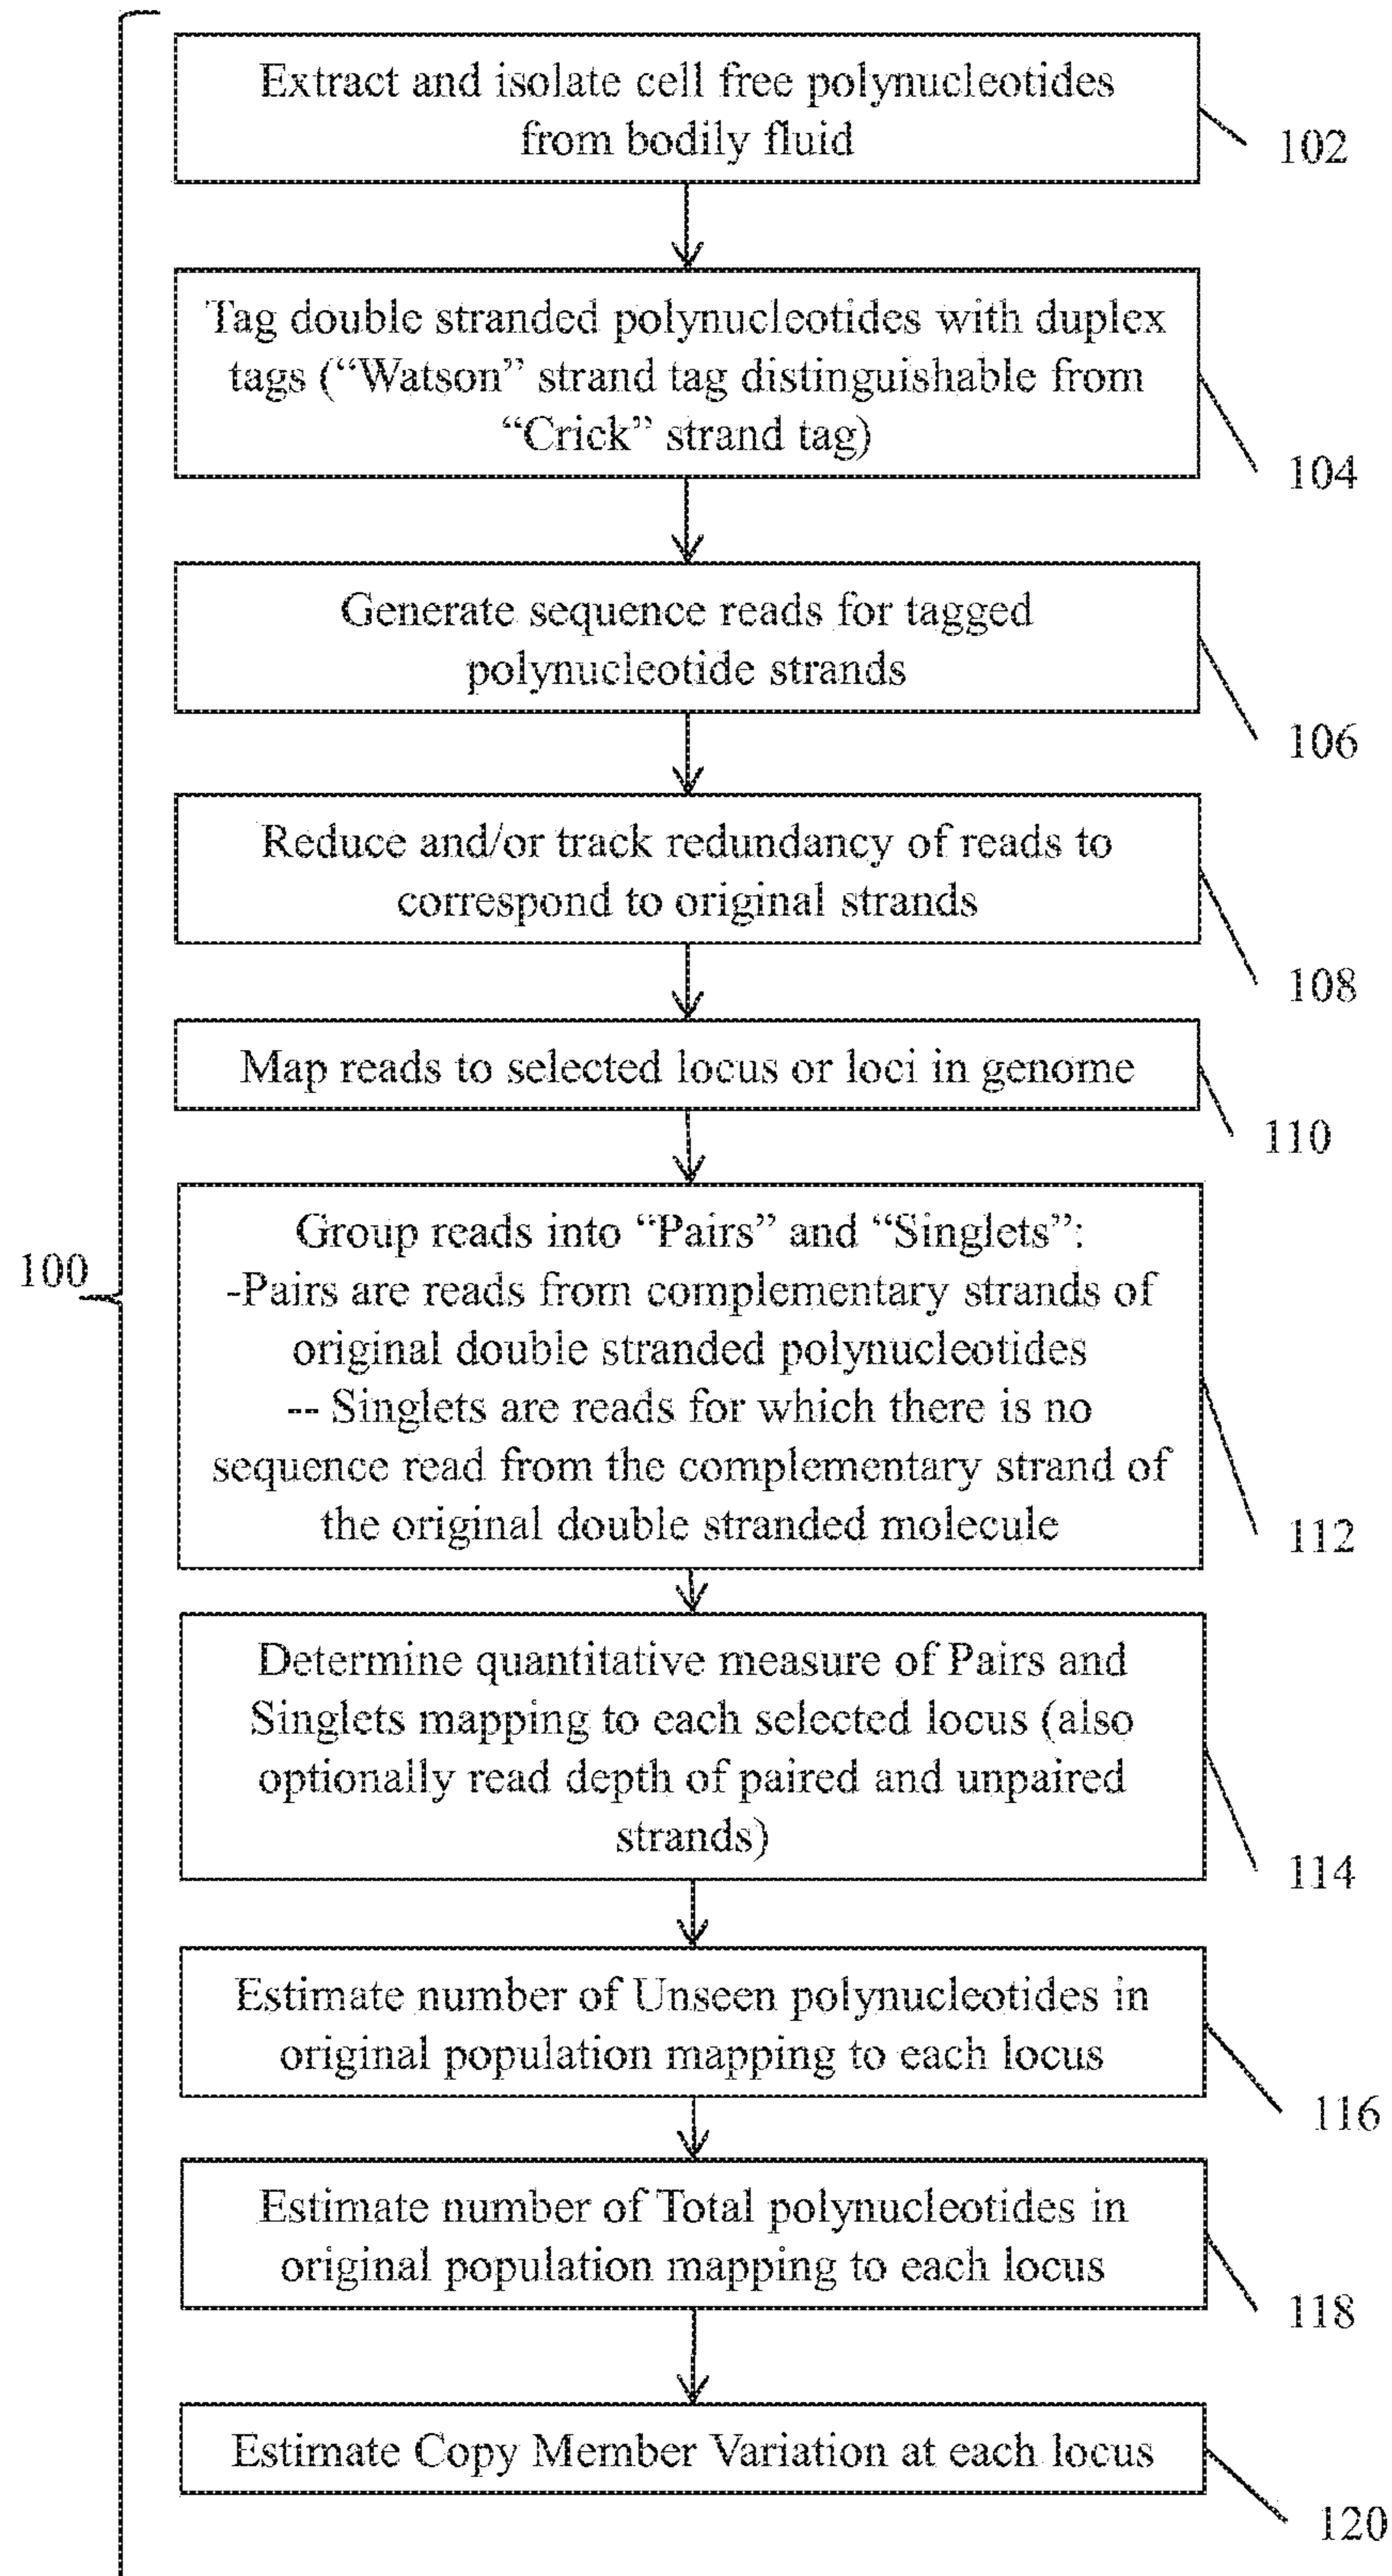 Extract and isolate cell free polynucleotides
from bodily fluid
102
Tag double stranded polynucleotides with duplex
tags (“Watson” strand tag distinguishable from
“Crick” strand tag)
104
Generate sequence reads for tagged
polynucleotide strands
106
Reduce and/or track redundancy of reads to
correspond to original strands
108
Map reads to selected locus or loci in genome
110
Group reads into “Pairs” and “Singlets”:
-Pairs are reads from complementary strands of
original double stranded polynucleotides
-- Singlets are reads for which there is no
sequence read from the complementary strand of
the original double stranded molecule
112
100
Determine quantitative measure of Pairs and
Singlets mapping to each selected locus (also
optionally read depth of paired and unpaired
strands)
114
Estimate number of Unseen polynucleotides in
original population mapping to each locus
116
Estimate number of Total polynucleotides in
original population mapping to each locus
118
Estimate Copy Member Variation at each locus
120